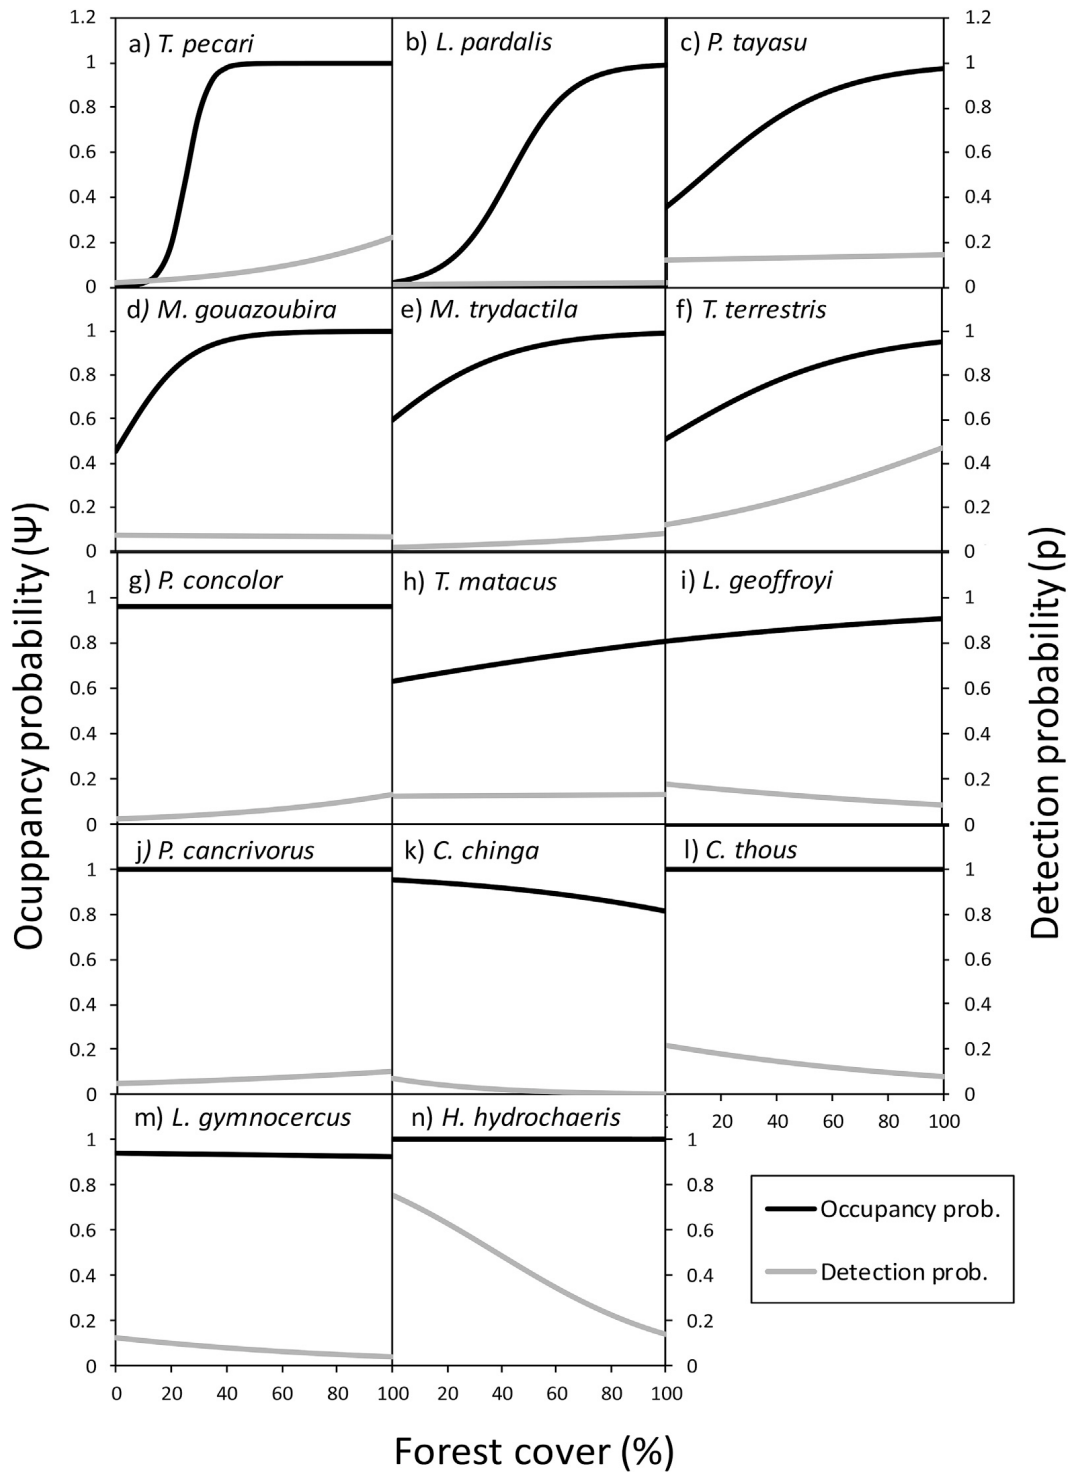 1.2
1
0.8
0.6
0.4
0.2
0
a) T. pecari
b) L. pardalis
c) P. tayasu
1.2
1
0.8
0.6
0.4
0.2
0
1
0.8
0.6
0.4
0.2
0
d) M. gouazoubira
e) M. trydactila
f) T. terrestris
1
0.8
0.6
0.4
0.2
0
1
0.8
0.6
0.4
0.2
0
g) P. concolor
h) T. matacus
i) L. geoffroyi
1
0.8
0.6
0.4
0.2
0
1
0.8
0.6
0.4
0.2
0
j) P. cancrivorus
k) C. chinga
l) C. thous
1
0.8
0.6
0.4
0.2
0
20 40 60 80 100
1
0.8
0.6
0.4
0.2
0
m) L. gymnocercus
n) H. hydrochaeris
1
0.8
0.6
0.4
0.2
0
0 20 40 60 80 100 20 40 60 80 100
Occupancy prob.
Detection prob.
Ocuppancy probability (Ψ)
Detection probability (p)
Forest cover (%)